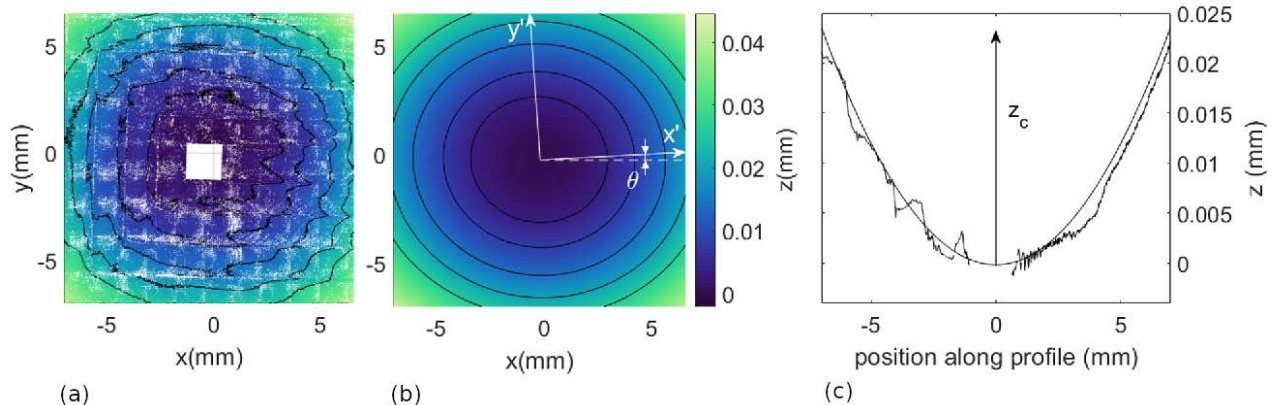 5
0
-5
y(mm)
-5
0
5
x(mm)
(a)
y'
x'
θ
5
0
-5
-5
0
5
x(mm)
(b)
0.04
0.03
0.02
0.01
0
z(mm)
z_c
0.025
0.02
0.015
0.01
0.005
0
z (mm)
-5
0
5
position along profile (mm)
(c)